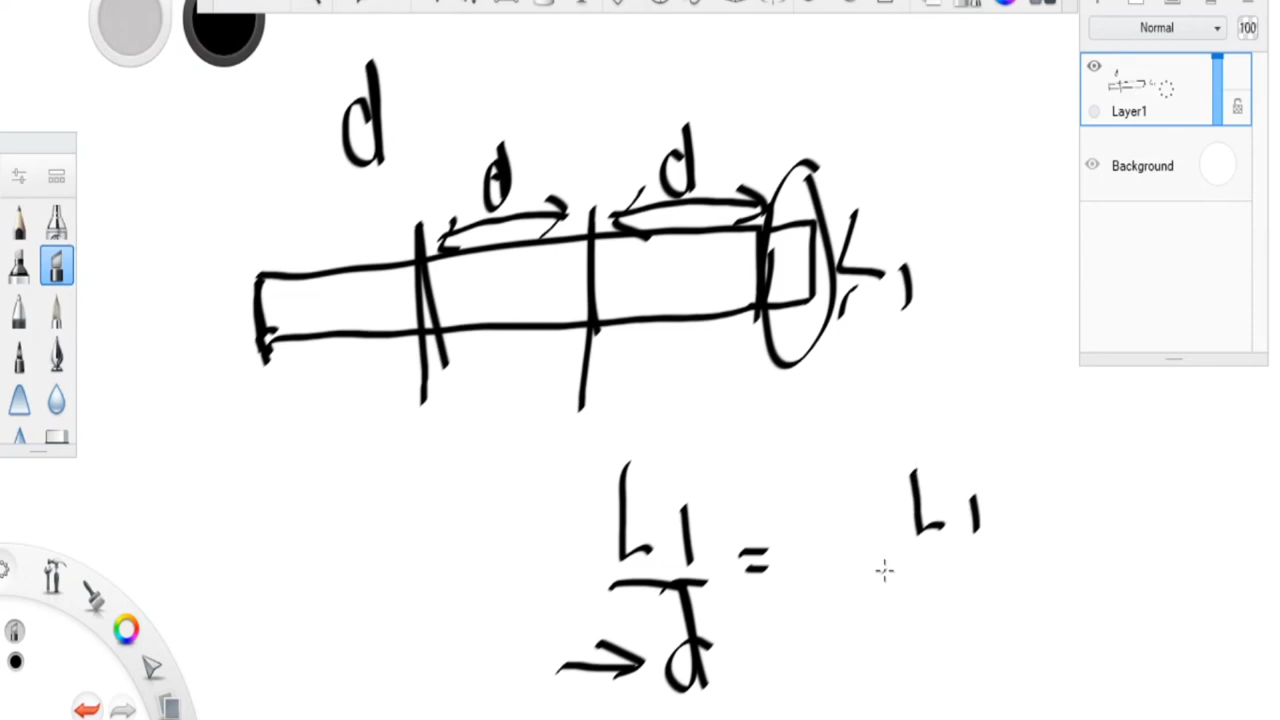 Normal
100
Layer1
Background
d
d
d
L1
L1
=
L1
→ d